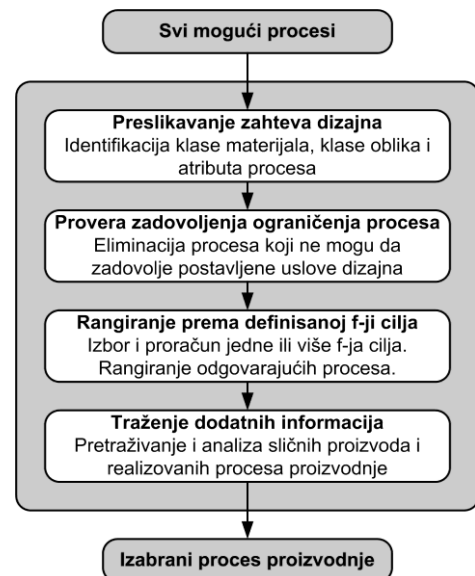 Svi mogući procesi
Preslikavanje zahteva dizajna
Identifikacija klase materijala, klase oblika i
atributa procesa
Provera zadovoljenja ograničenja procesa
Eliminacija procesa koji ne mogu da
zadovolje postavljene uslove dizajna
Rangiranje prema definisanoj f-ji cilja
Izbor i proračun jedne ili više f-ja cilja.
Rangiranje odgovarajućih procesa.
Traženje dodatnih informacija
Pretraživanje i analiza sličnih proizvoda i
realizovanih procesa proizvodnje
Izabrani proces proizvodnje